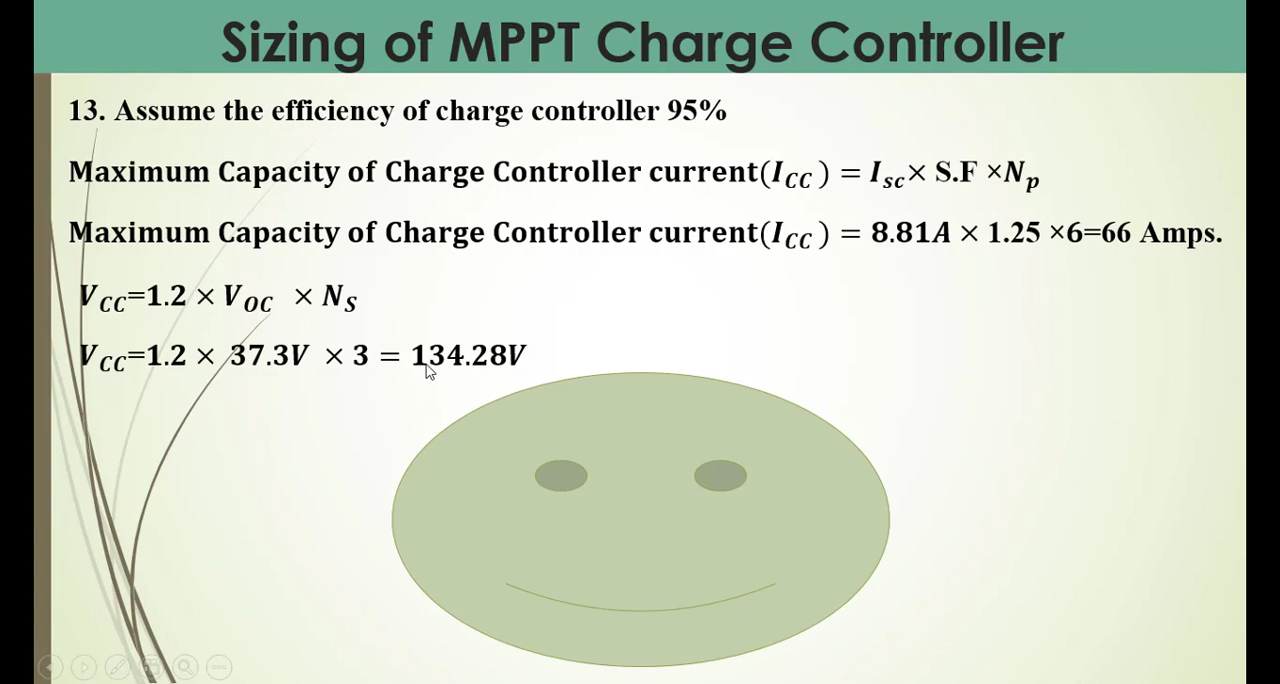 Sizing of MPPT Charge Controller
13. Assume the efficiency of charge controller 95%
Maximum Capacity of Charge Controller current(I_CC) = I_sc× S.F ×N_p
Maximum Capacity of Charge Controller current(I_CC) = 8.81A × 1.25 ×6=66 Amps.
V_CC=1.2 × V_OC × N_S
V_CC=1.2 × 37.3V × 3 = 134.28V